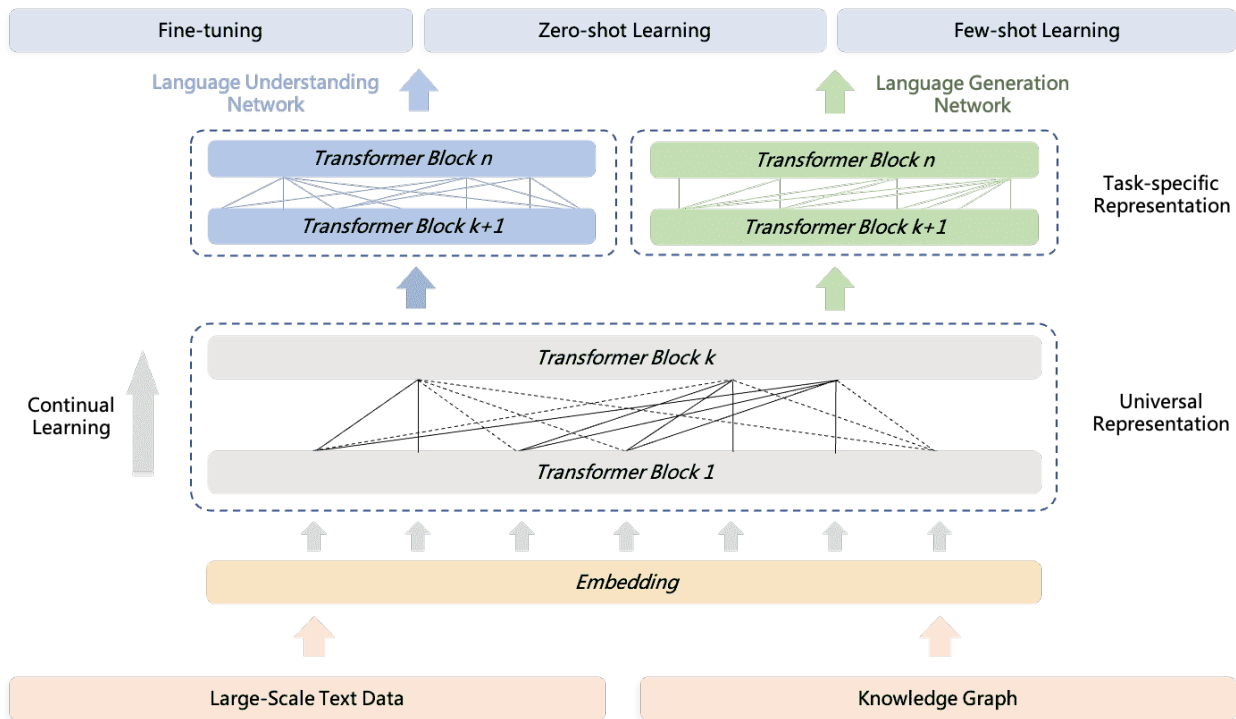 Fine-tuning
Zero-shot Learning
Few-shot Learning
Language Understanding
Network
Language Generation
Network
Transformer Block n
Transformer Block k+1
Transformer Block n
Transformer Block k+1
Task-specific
Representation
Transformer Block k
Transformer Block 1
Continual
Learning
Universal
Representation
Embedding
Large-Scale Text Data
Knowledge Graph